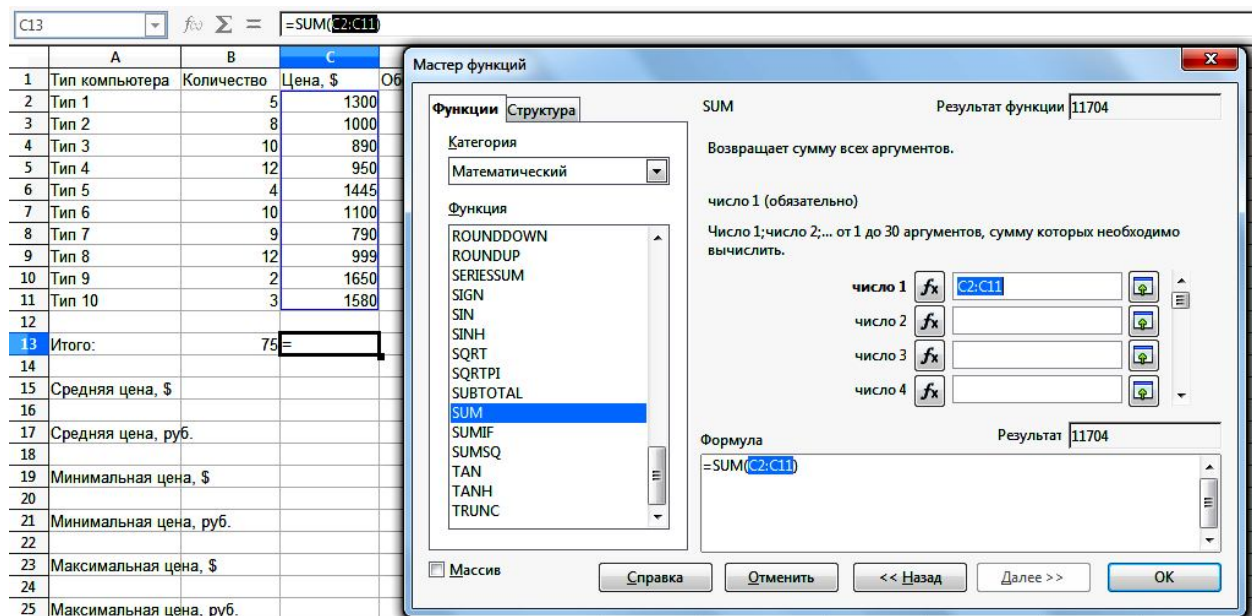 C13 f(x) Σ = =SUM(C2:C11)
A B C
1 Тип компьютера Количество Цена, $ Об
2 Тип 1 5 1300
3 Тип 2 8 1000
4 Тип 3 10 890
5 Тип 4 12 950
6 Тип 5 4 1445
7 Тип 6 10 1100
8 Тип 7 9 790
9 Тип 8 12 999
10 Тип 9 2 1650
11 Тип 10 3 1580
12
13 Итого: 75 =
14
15 Средняя цена, $
16
17 Средняя цена, руб.
18
19 Минимальная цена, $
20
21 Минимальная цена, руб.
22
23 Максимальная цена, $
24
25 Максимальная цена, руб.
Мастер функций
Функции Структура
Категория
Математический
Функция
ROUNDDOWN
ROUNDUP
SERIESSUM
SIGN
SIN
SINH
SQRT
SQRTPI
SUBTOTAL
SUM
SUMIF
SUMSQ
TAN
TANH
TRUNC
SUM Результат функции 11704
Возвращает сумму всех аргументов.
число 1 (обязательно)
Число 1;число 2;... от 1 до 30 аргументов, сумму которых необходимо
вычислить.
число 1 fx C2:C11
число 2 fx
число 3 fx
число 4 fx
Формула Результат 11704
=SUM(C2:C11)
Массив Справка Отменить << Назад Далее >> ОК